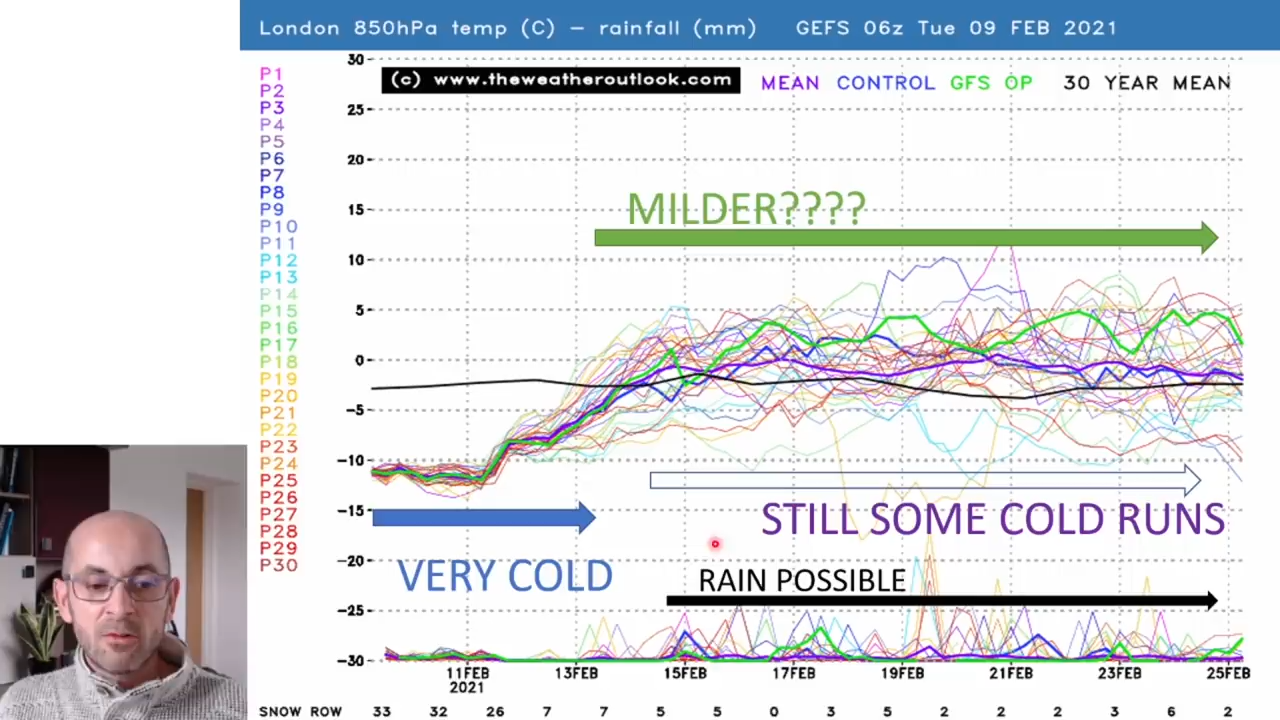 London 850hPa temp (C) – rainfall (mm) GEFS 06z Tue 09 FEB 2021
(c) www.theweatheroutlook.com
MEAN CONTROL GFS OP 30 YEAR MEAN
P1
P2
P3
P4
P5
P6
P7
P8
P9
P10
P11
P12
P13
P14
P15
P16
P17
P18
P19
P20
P21
P22
P23
P24
P25
P26
P27
P28
P29
P30
30
25
20
15
10
5
0
−5
−10
−15
−20
−25
−30
MILDER????
STILL SOME COLD RUNS
VERY COLD
RAIN POSSIBLE
11FEB 13FEB 15FEB 17FEB 19FEB 21FEB 23FEB 25FEB
2021
SNOW ROW 33 32 26 7 7 5 5 0 3 5 2 2 2 3 6 2